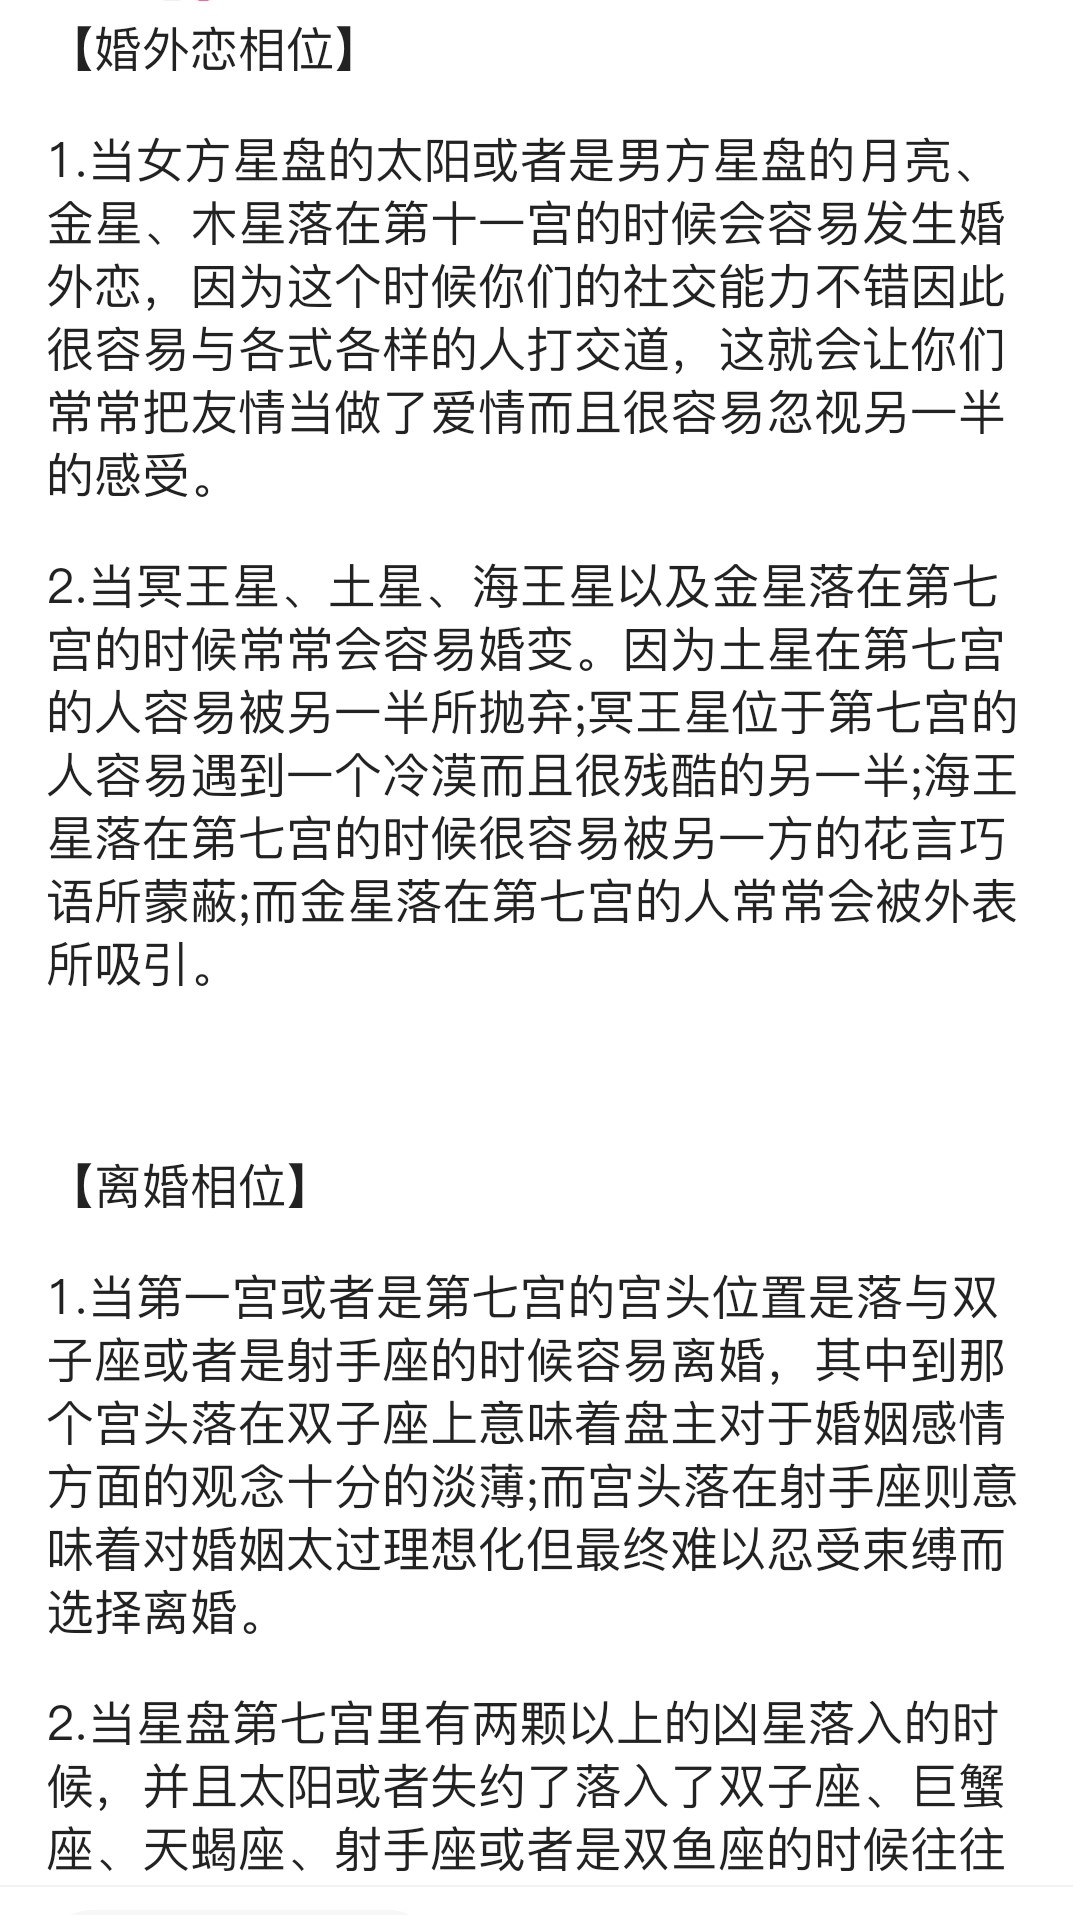 【婚外恋相位】
1.当女方星盘的太阳或者是男方星盘的月亮、
金星、木星落在第十一宫的时候会容易发生婚
外恋，因为这个时候你们的社交能力不错因此
很容易与各式各样的人打交道，这就会让你们
常常把友情当做了爱情而且很容易忽视另一半
的感受。
2.当冥王星、土星、海王星以及金星落在第七
宫的时候常常会容易婚变。因为土星在第七宫
的人容易被另一半所抛弃;冥王星位于第七宫的
人容易遇到一个冷漠而且很残酷的另一半;海王
星落在第七宫的时候很容易被另一方的花言巧
语所蒙蔽;而金星落在第七宫的人常常会被外表
所吸引。
【离婚相位】
1.当第一宫或者是第七宫的宫头位置是落与双
子座或者是射手座的时候容易离婚，其中到那
个宫头落在双子座上意味着盘主对于婚姻感情
方面的观念十分的淡薄;而宫头落在射手座则意
味着对婚姻太过理想化但最终难以忍受束缚而
选择离婚。
2.当星盘第七宫里有两颗以上的凶星落入的时
候，并且太阳或者失约了落入了双子座、巨蟹
座、天蝎座、射手座或者是双鱼座的时候往往